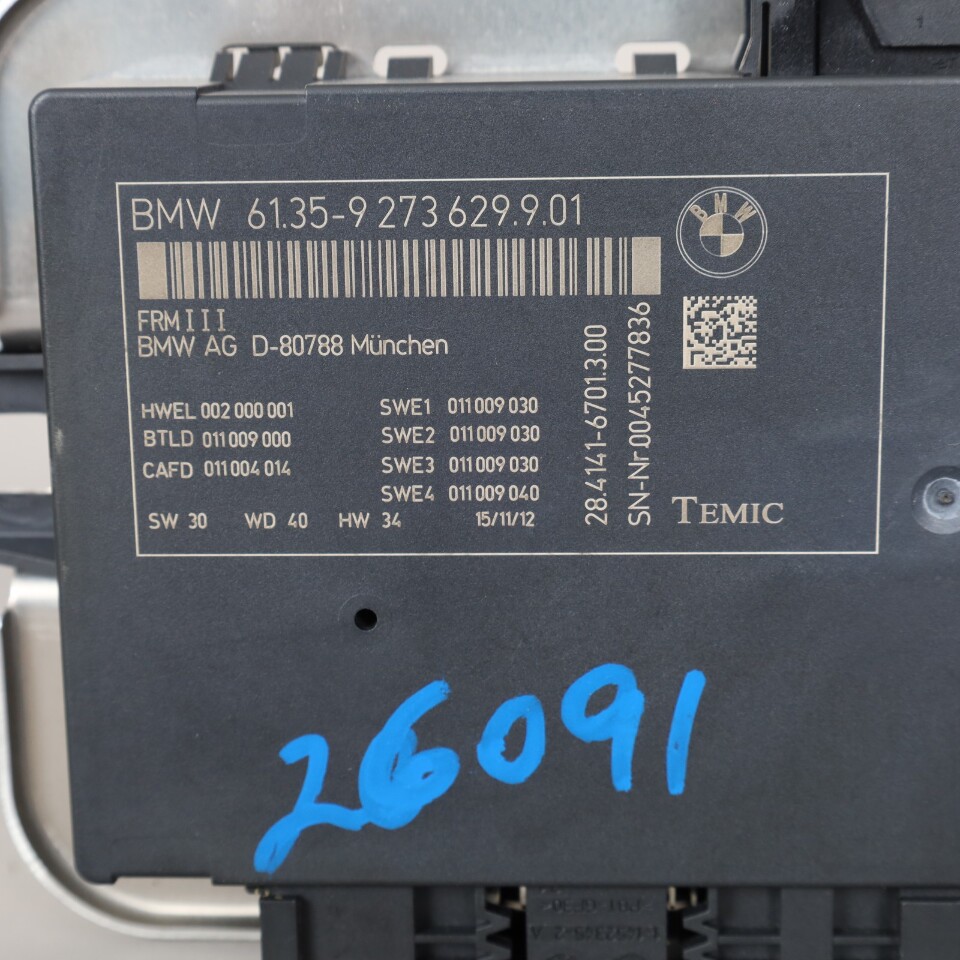 BMW 61.35-9 273 629.9.01
BMW
FRM III
BMW AG D-80788 München
HWEL 002 000 001
BTLD 011 009 000
CAFD 011 004 014
SWE1 011 009 030
SWE2 011 009 030
SWE3 011 009 030
SWE4 011 009 040
SW 30 WD 40 HW 34 15/11/12
28.4141-6701.3.00
SN-Nr.0045277836
TEMIC
26091
1